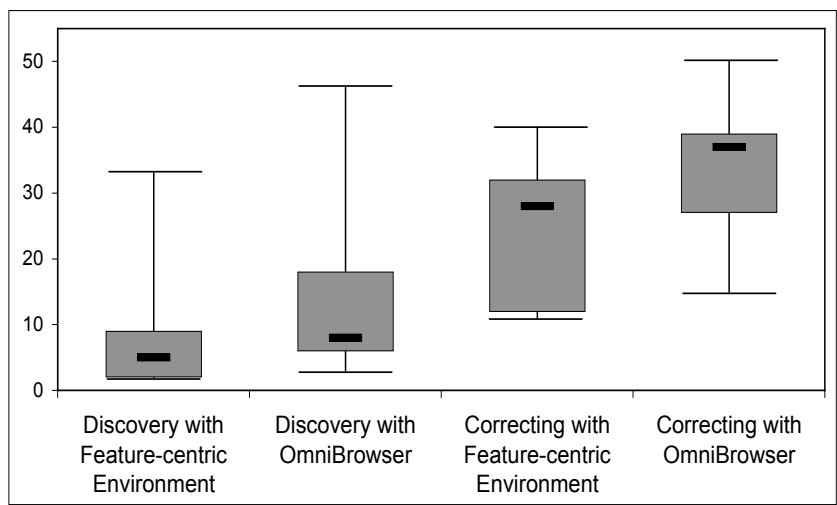 50
40
30
20
10
0
Discovery with
Feature-centric
Environment
Discovery with
OmniBrowser
Correcting with
Feature-centric
Environment
Correcting with
OmniBrowser